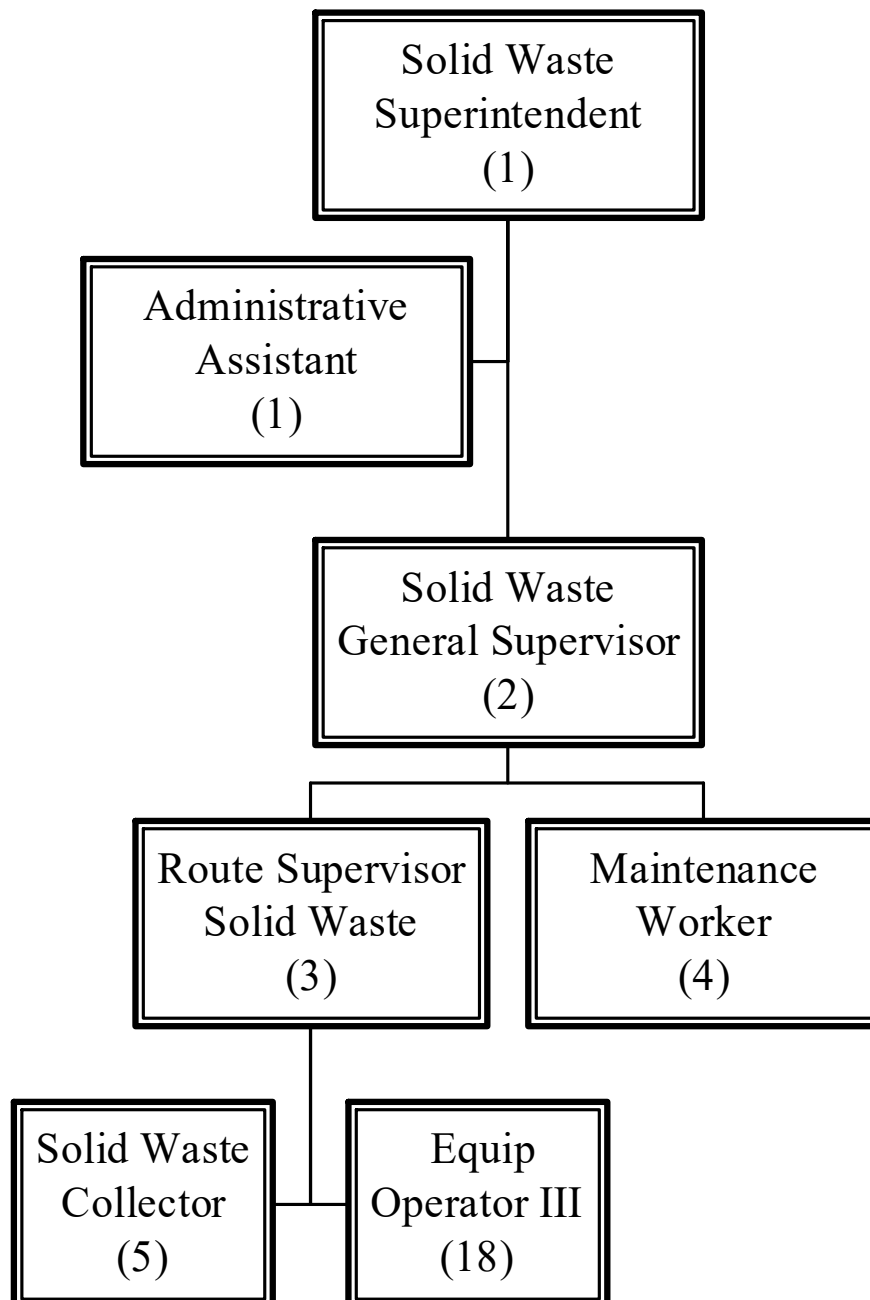 Solid Waste
Superintendent
(1)
Administrative
Assistant
(1)
Solid Waste
General Supervisor
(2)
Route Supervisor
Solid Waste
(3)
Maintenance
Worker
(4)
Solid Waste
Collector
(5)
Equip
Operator III
(18)